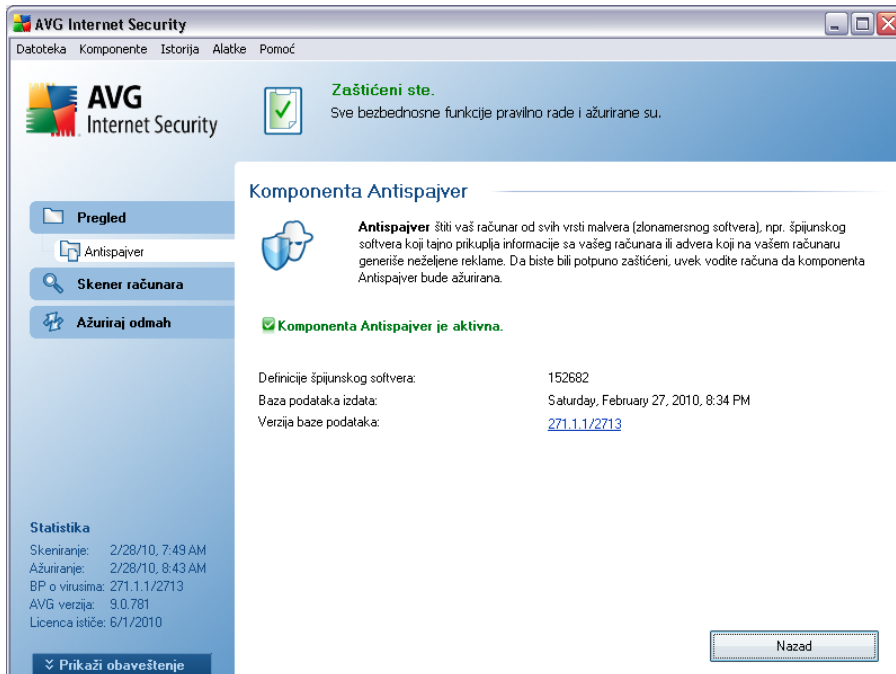 AVG Internet Security
Datoteka Komponente Istorija Alatke Pomoć
AVG
Internet Security
Zaštićeni ste.
Sve bezbednosne funkcije pravilno rade i ažurirane su.
Pregled
Antispajver
Skener računara
Ažuriraj odmah
Komponenta Antispajver
Antispajver štiti vaš računar od svih vrsti malvera (zlonamersnog softvera), npr. špijunskog
softvera koji tajno prikuplja informacije sa vašeg računara ili advera koji na vašem računaru
generiše neželjene reklame. Da biste bili potpuno zaštićeni, uvek vodite računa da komponenta
Antispajver bude ažurirana.
Komponenta Antispajver je aktivna.
Definicije špijunskog softvera: 152682
Baza podataka izdata: Saturday, February 27, 2010, 8:34 PM
Verzija baze podataka: 271.1.1/2713
Statistika
Skeniranje: 2/28/10, 7:49 AM
Ažuriranje: 2/28/10, 8:43 AM
BP o virusima: 271.1.1/2713
AVG verzija: 9.0.781
Licenca ističe: 6/1/2010
Prikaži obaveštenje
Nazad